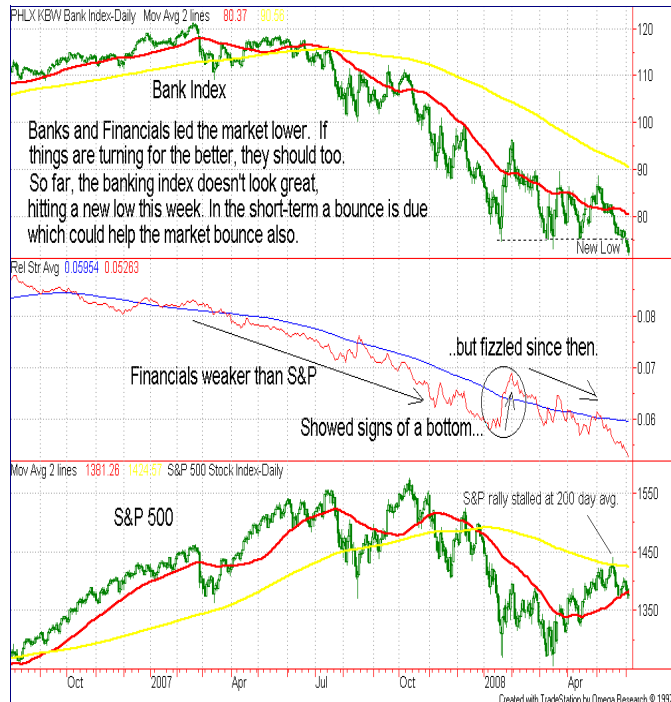 PHLX KBW Bank Index-Daily Mov Avg 2 lines 80.37 90.56
120
110
100
90
80
Bank Index
Banks and Financials led the market lower. If
things are turning for the better, they should too.
So far, the banking index doesn't look great,
hitting a new low this week. In the short-term a bounce is due
which could help the market bounce also.
New Low
Rel Str Avg 0.05954 0.05263
0.08
0.07
0.06
..but fizzled since then.
Financials weaker than S&P
Showed signs of a bottom...
Mov Avg 2 lines 1381.26 1424.57 S&P 500 Stock Index-Daily
S&P 500
S&P rally stalled at 200 day avg.
1550
1450
1350
Oct 2007 Apr Jul Oct 2008 Apr
Created with TradeStation by Omega Research © 199